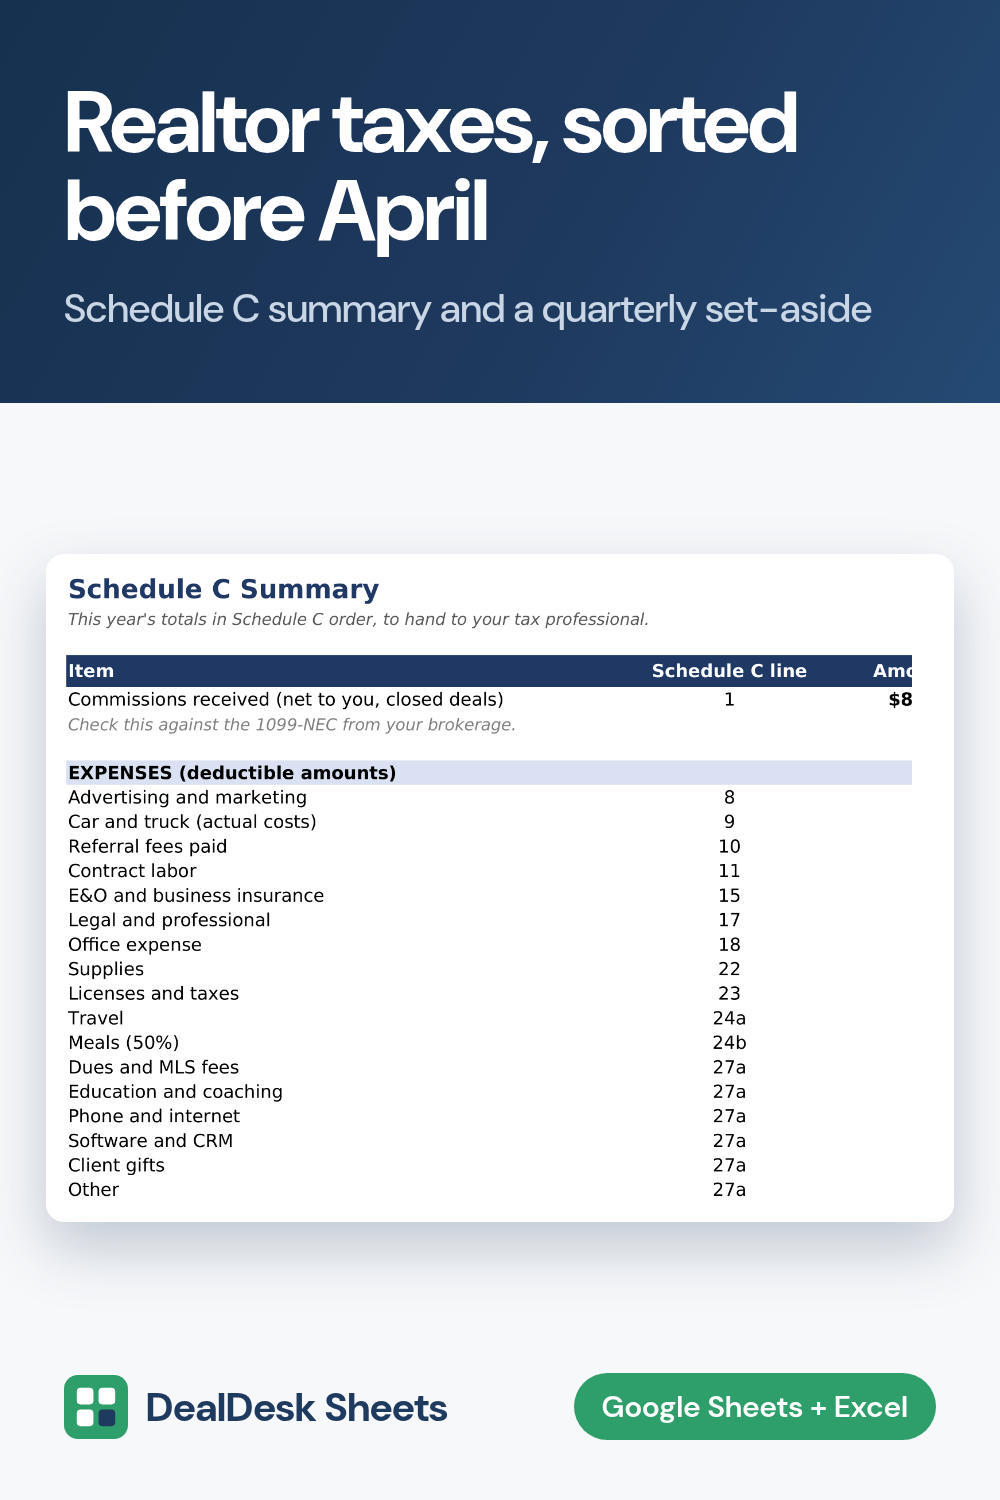 Realtor taxes, sorted
before April
Schedule C summary and a quarterly set-aside
Schedule C Summary
This year's totals in Schedule C order, to hand to your tax professional.
Item Schedule C line Amo
Commissions received (net to you, closed deals) 1 $8
Check this against the 1099-NEC from your brokerage.
EXPENSES (deductible amounts)
Advertising and marketing 8
Car and truck (actual costs) 9
Referral fees paid 10
Contract labor 11
E&O and business insurance 15
Legal and professional 17
Office expense 18
Supplies 22
Licenses and taxes 23
Travel 24a
Meals (50%) 24b
Dues and MLS fees 27a
Education and coaching 27a
Phone and internet 27a
Software and CRM 27a
Client gifts 27a
Other 27a
DealDesk Sheets
Google Sheets + Excel